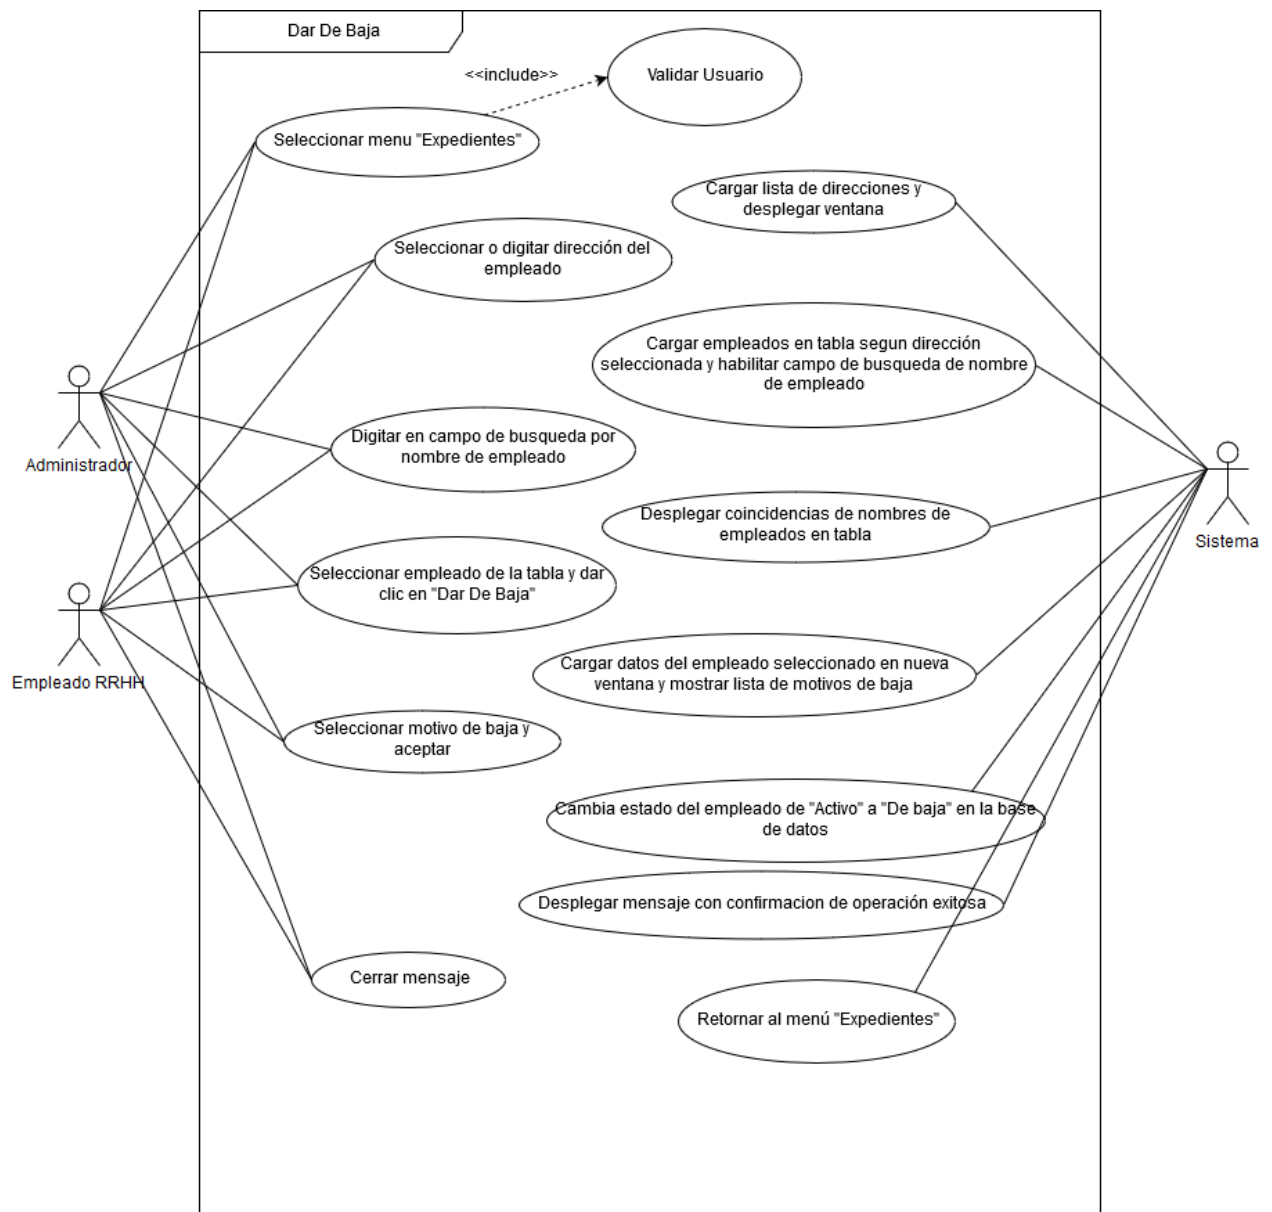 Dar De Baja
<<include>>
Validar Usuario
Seleccionar menu "Expedientes"
Cargar lista de direcciones y
desplegar ventana
Seleccionar o digitar dirección del
empleado
Cargar empleados en tabla segun dirección
seleccionada y habilitar campo de busqueda de nombre
de empleado
Administrador
Digitar en campo de busqueda por
nombre de empleado
Desplegar coincidencias de nombres de
empleados en tabla
Sistema
Seleccionar empleado de la tabla y dar
clic en "Dar De Baja"
Empleado RRHH
Cargar datos del empleado seleccionado en nueva
ventana y mostrar lista de motivos de baja
Seleccionar motivo de baja y
aceptar
Cambia estado del empleado de "Activo" a "De baja" en la base
de datos
Desplegar mensaje con confirmacion de operación exitosa
Cerrar mensaje
Retornar al menú "Expedientes"